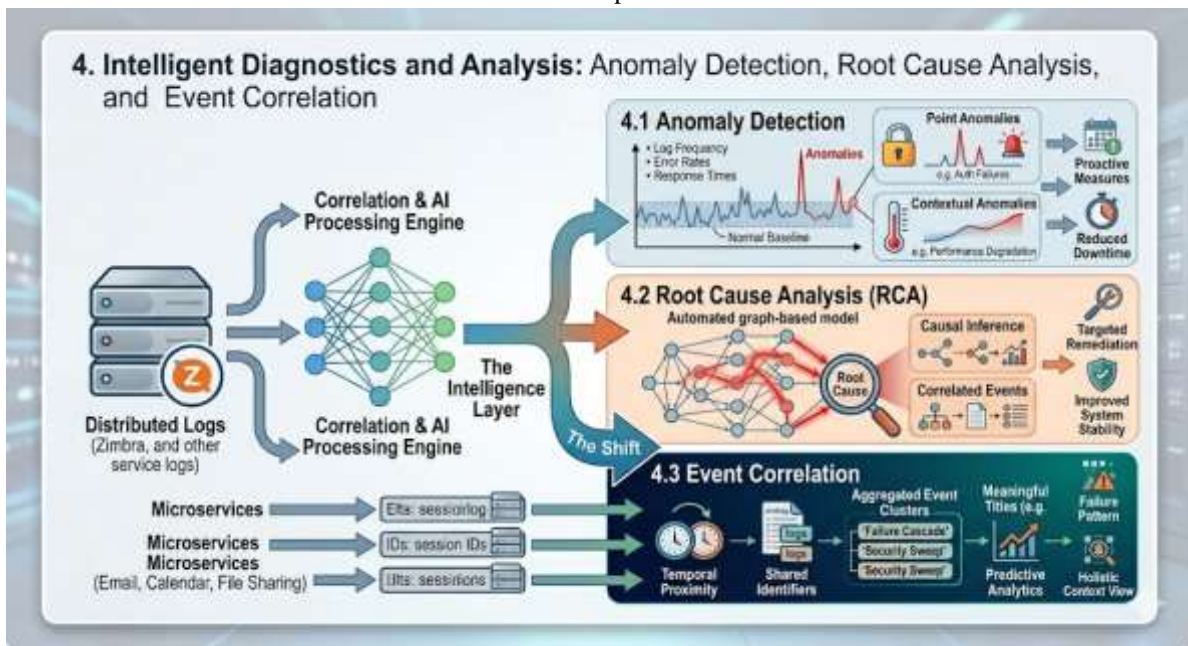 4. Intelligent Diagnostics and Analysis: Anomaly Detection, Root Cause Analysis,
and Event Correlation
Correlation & AI
Processing Engine
Z
Distributed Logs
(Zimbra, and other
service logs)
Correlation & AI
Processing Engine
The
Intelligence
Layer
The Shift
4.1 Anomaly Detection
• Log Frequency
• Error Rates
• Response Times
Anomalies
Normal Baseline
Point Anomalies
e.g. Auth Failures
Contextual Anomalies
e.g. Performance Degradation
Proactive
Measures
Reduced
Downtime
4.2 Root Cause Analysis (RCA)
Automated graph-based model
Root
Cause
Causal Inference
Correlated Events
Targeted
Remediation
Improved
System
Stability
Microservices
sessionlog
Microservices
IDs: session IDs
Microservices
(Email, Calendar, File Sharing)
4.3 Event Correlation
Temporal
Proximity
logs
logs
Shared
Identifiers
Aggregated Event
Clusters
'Failure Cascade'
'Security Sweep'
'Security Sweep'
Meaningful
Titles (e.g.
Predictive
Analytics
Failure
Pattern
Holistic
Context View